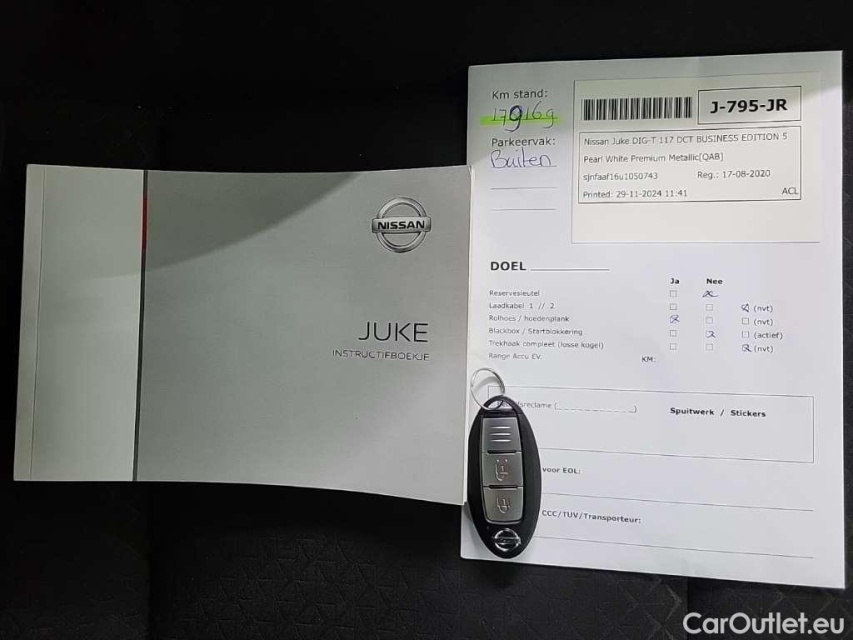 NISSAN
JUKE
INSTRUCTIEBOEKJE
Km stand:
179169
Parkeervak:
Buiten
J-795-JR
Nissan Juke DIG-T 117 DCT BUSINESS EDITION 5
Pearl White Premium Metallic[QAB]
sjnfaaf16u1050743 Reg.: 17-08-2020
Printed: 29-11-2024 11:41 ACL
DOEL
Ja Nee
Reservesleutel
Laadkabel 1 // 2 (nvt)
Rolhoes / hoedenplank (nvt)
Blackbox / Startblokkering (actief)
Trekhaak compleet (losse kogel) (nvt)
Range Accu EV. KM:
sreclame (____________) Spuitwerk / Stickers
voor EOL:
CCC/TUV/Transporteur:
CarOutlet.eu